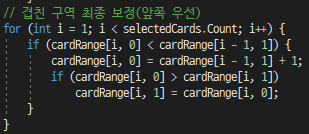 // 겹친 구역 최종 보정(앞쪽 우선)
for (int i = 1; i < selectedCards.Count; i++) {
    if (cardRange[i, 0] < cardRange[i - 1, 1]) {
        cardRange[i, 0] = cardRange[i - 1, 1] + 1;
        if (cardRange[i, 0] > cardRange[i, 1])
            cardRange[i, 1] = cardRange[i, 0];
    }
}